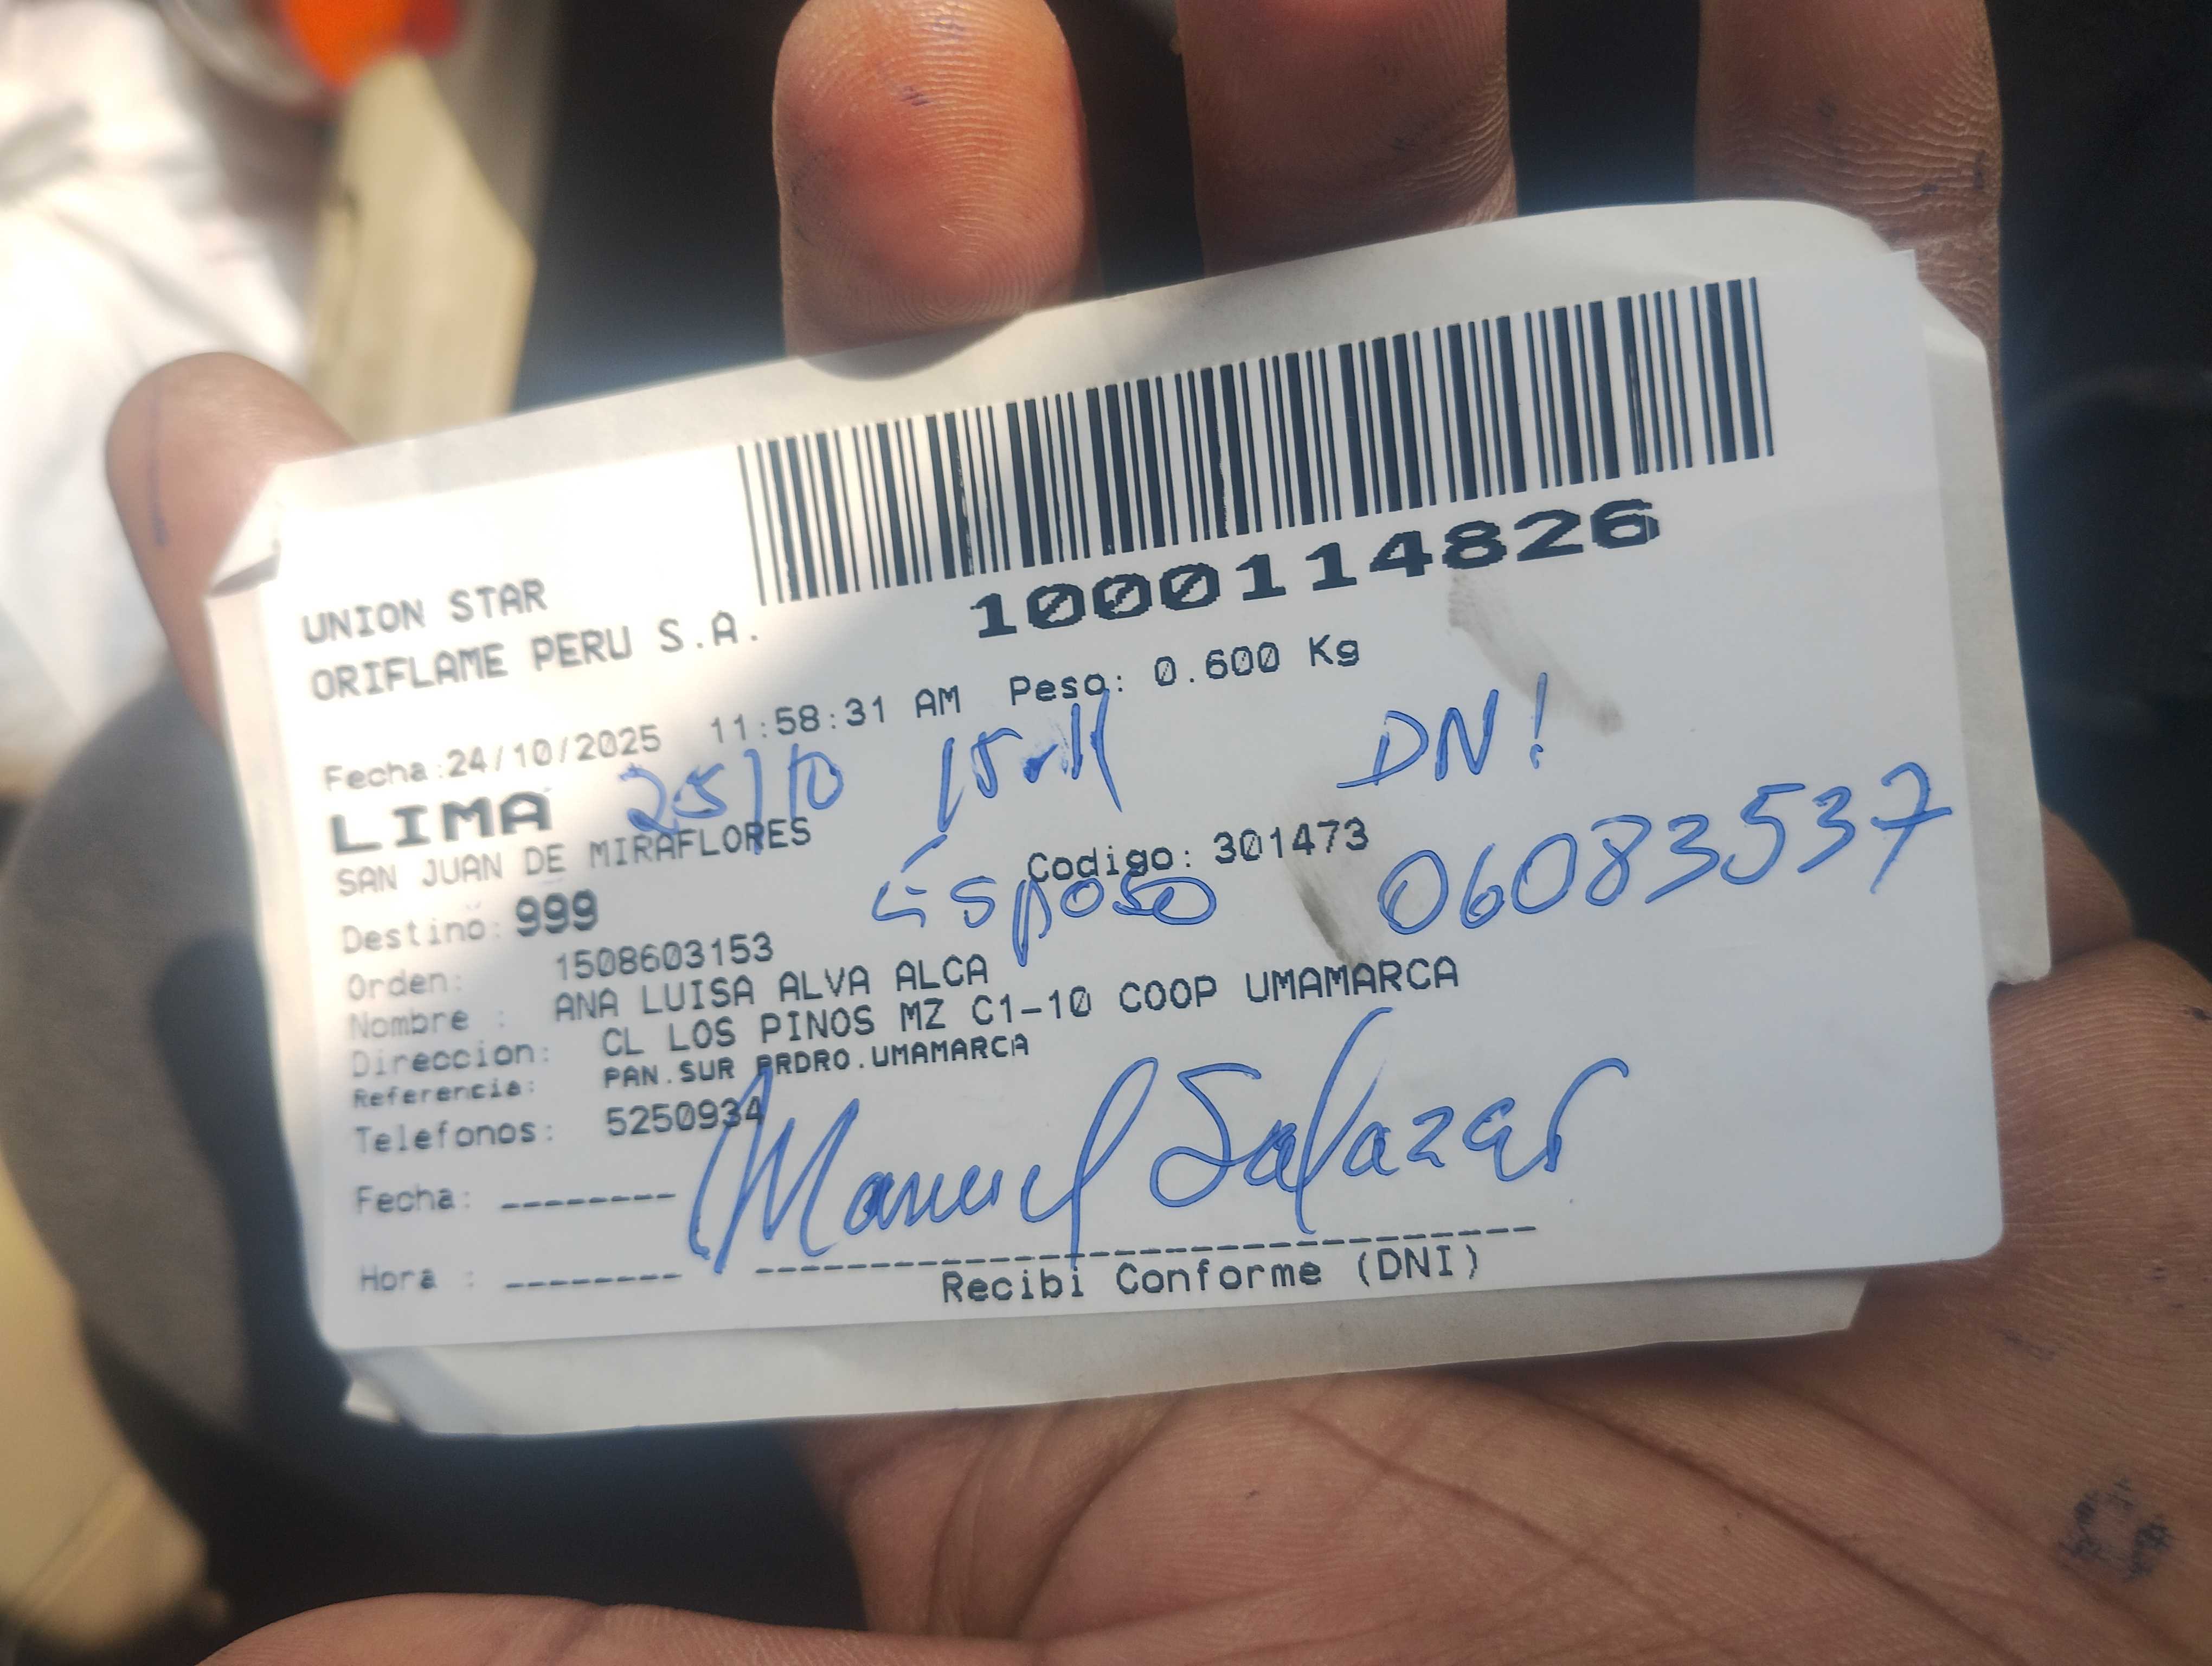 1000114826
UNION STAR
ORIFLAME PERU S.A.
Fecha:24/10/2025 11:58:31 AM Peso: 0.600 Kg
LIMA 25/10 DN!
SAN JUAN DE MIRAFLORES Codigo: 301473
Destino: 999 Esposo 06083537
Orden: 1508603153
Nombre : ANA LUISA ALVA ALCA
Direccion: CL LOS PINOS MZ C1-10 COOP UMAMARCA
Referencia: PAN.SUR PRDRO.UMAMARCA
Telefonos: 5250934
Manuel Salazar
Fecha: --------
Hora : --------
Recibi Conforme (DNI)